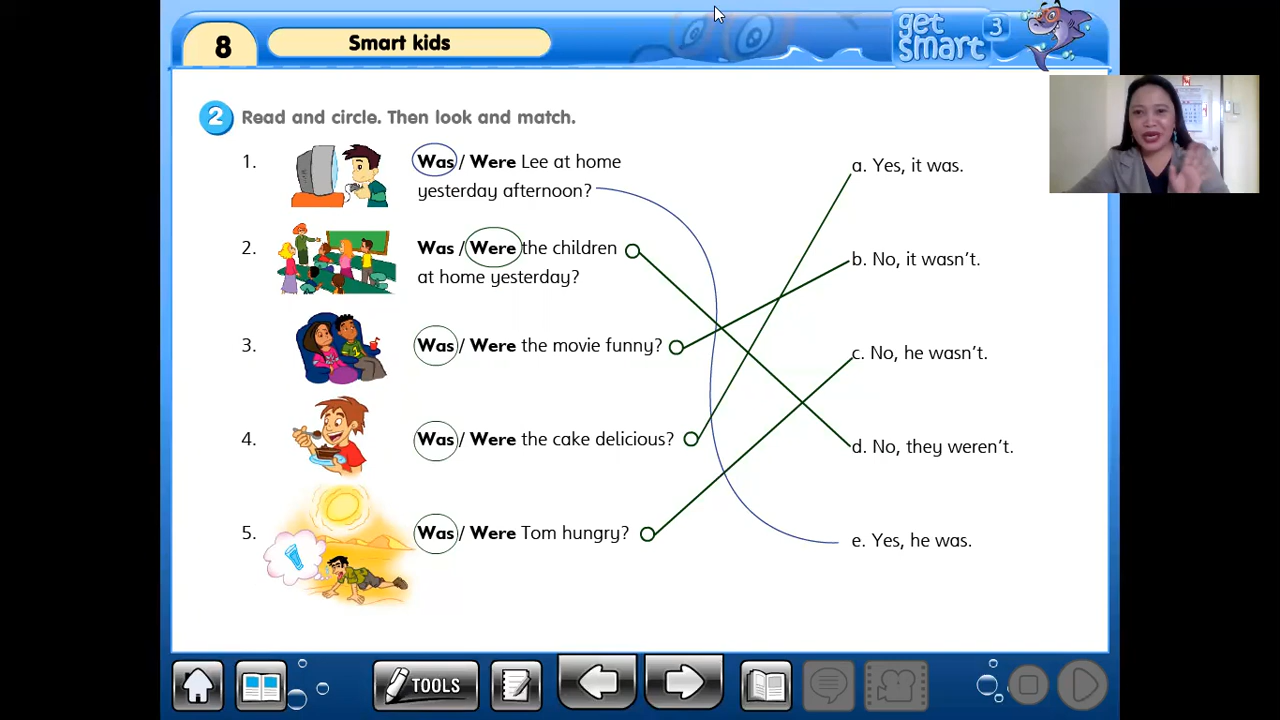 8
Smart kids
get
smart 3
2 Read and circle. Then look and match.
1. Was / Were Lee at home
yesterday afternoon?
2. Was / Were the children
at home yesterday?
3. Was / Were the movie funny?
4. Was / Were the cake delicious?
5. Was / Were Tom hungry?
a. Yes, it was.
b. No, it wasn't.
c. No, he wasn't.
d. No, they weren't.
e. Yes, he was.
TOOLS